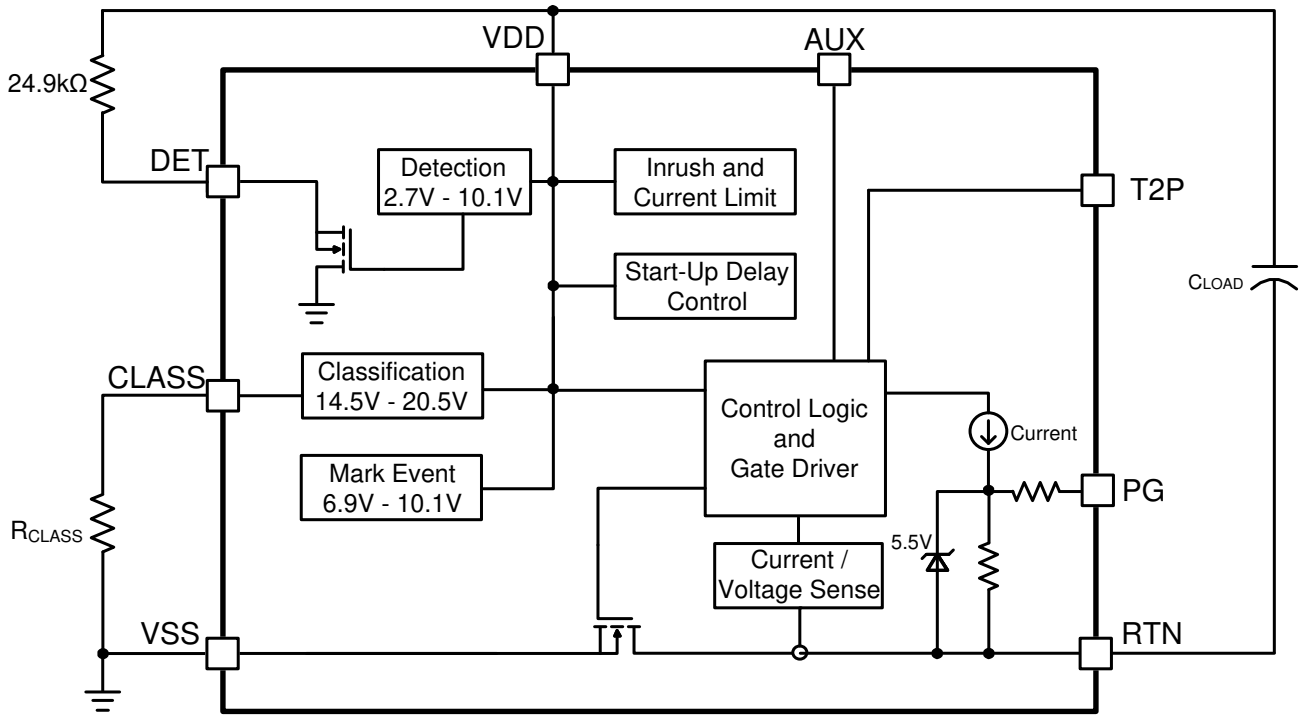 VDD
AUX
24.9kΩ
DET
Detection
2.7V - 10.1V
Inrush and
Current Limit
T2P
Start-Up Delay
Control
CLOAD
CLASS
Classification
14.5V - 20.5V
Control Logic
and
Gate Driver
Current
Mark Event
6.9V - 10.1V
PG
RCLASS
5.5V
Current /
Voltage Sense
VSS
RTN